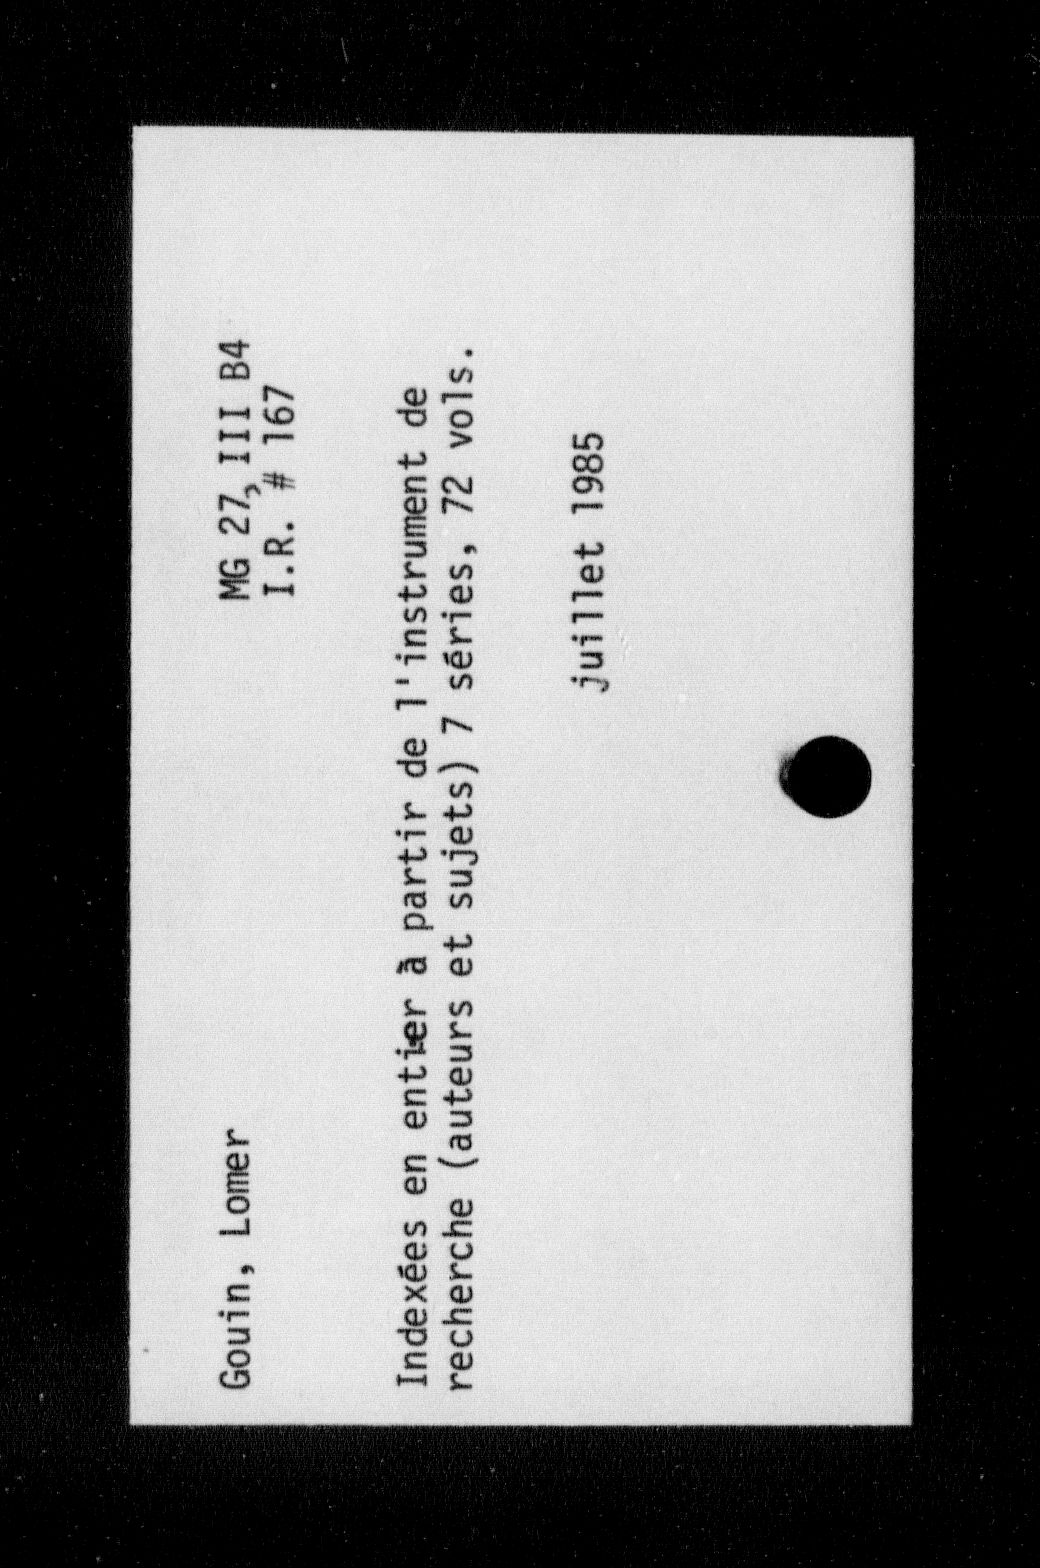 Gouin, Lomer MG 27, III B4
I.R. # 167
Indexées en entier à partir de l'instrument de
recherche (auteurs et sujets) 7 séries, 72 vols.
juillet 1985